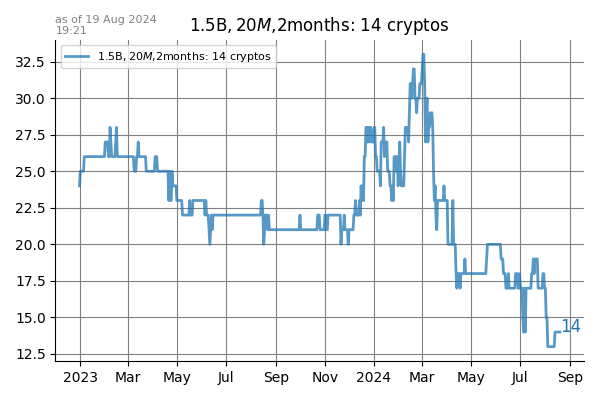 as of 19 Aug 2024
19:21
1.5B, 20M,2months: 14 cryptos
1.5B, 20M,2months: 14 cryptos
32.5
30.0
27.5
25.0
22.5
20.0
17.5
15.0
12.5
14
2023 Mar May Jul Sep Nov 2024 Mar May Jul Sep